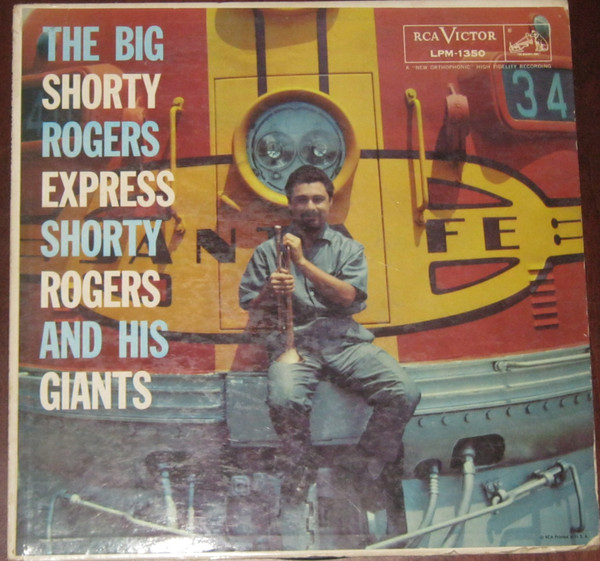 THE BIG
SHORTY
ROGERS
EXPRESS
SHORTY
ROGERS
AND HIS
GIANTS
RCA VICTOR
LPM-1350
A "NEW ORTHOPHONIC" HIGH FIDELITY RECORDING
34
SANTA FE